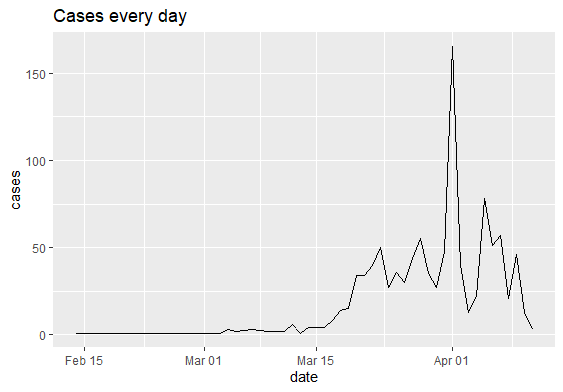 Cases every day
150
100
50
0
cases
Feb 15 Mar 01 Mar 15 Apr 01
date